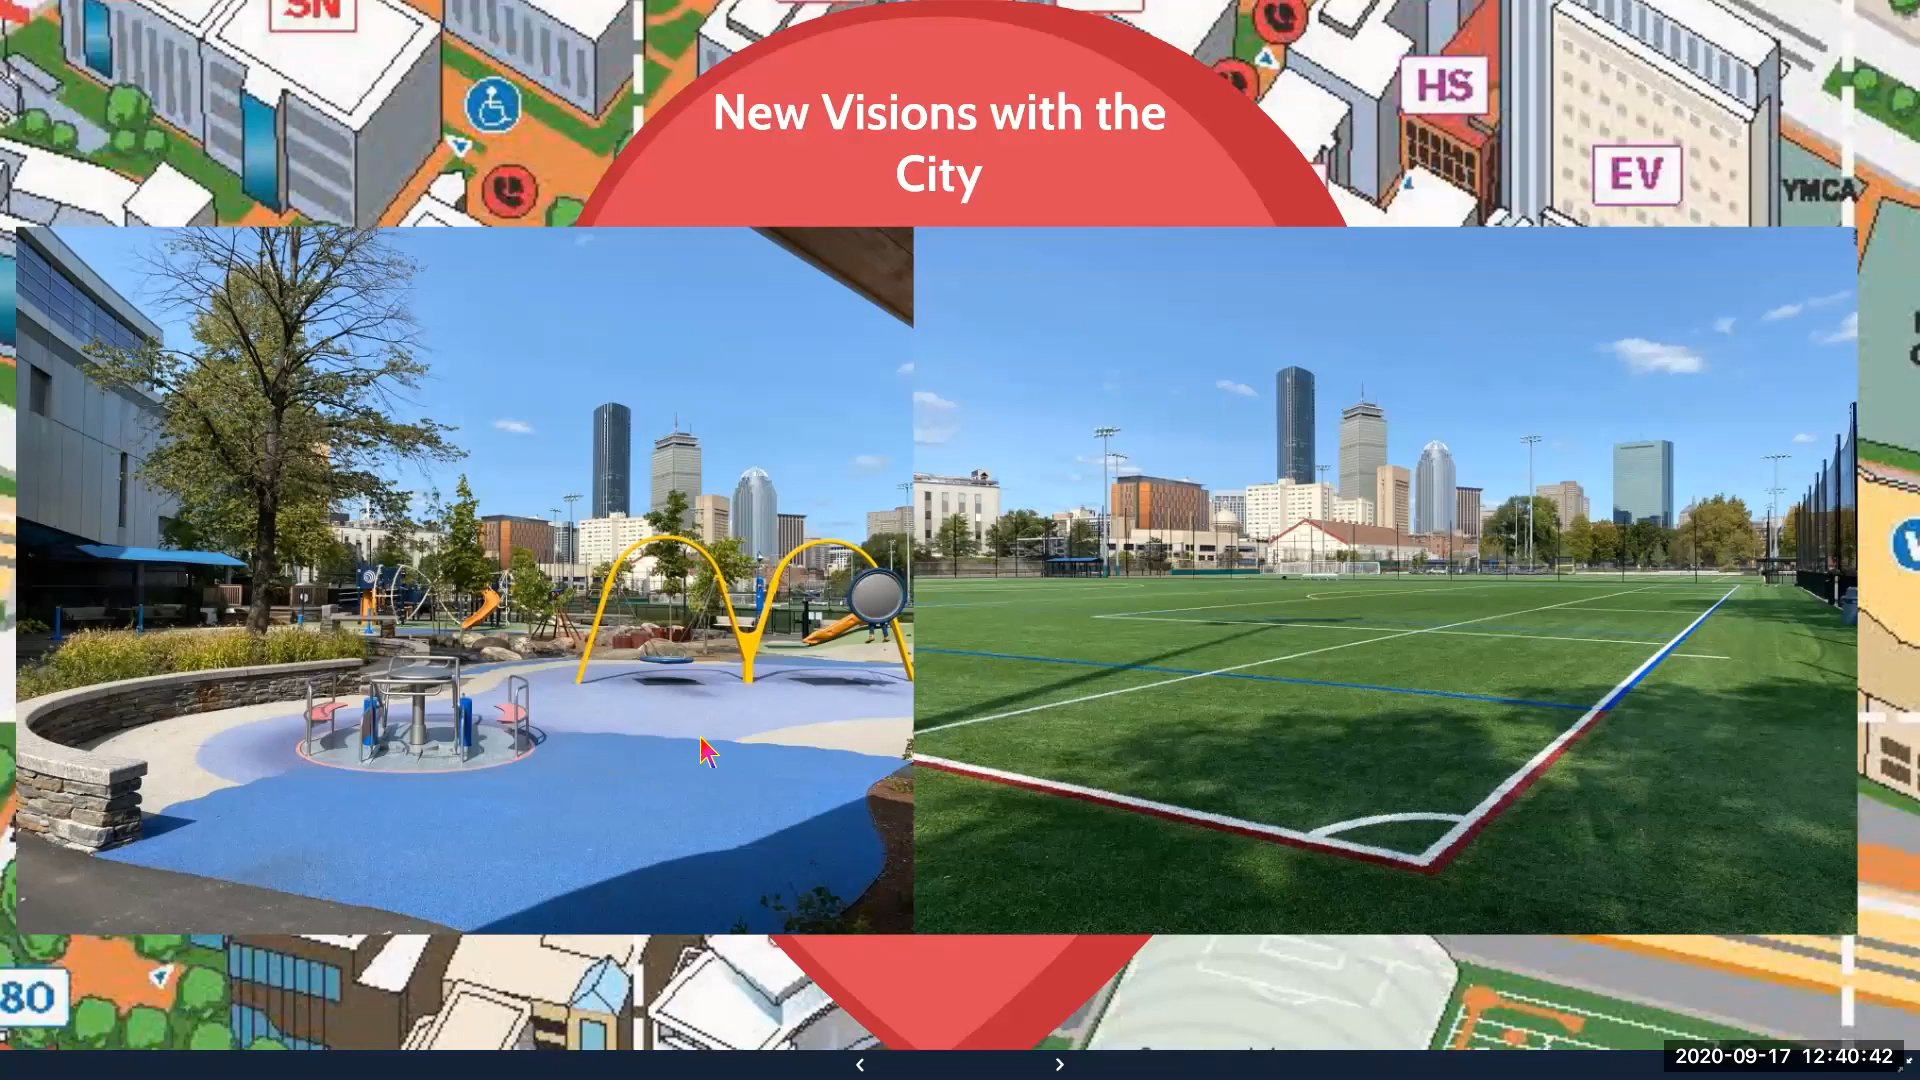 SN
HS
New Visions with the
City
EV
YMCA
80
2020-09-17 12:40:42